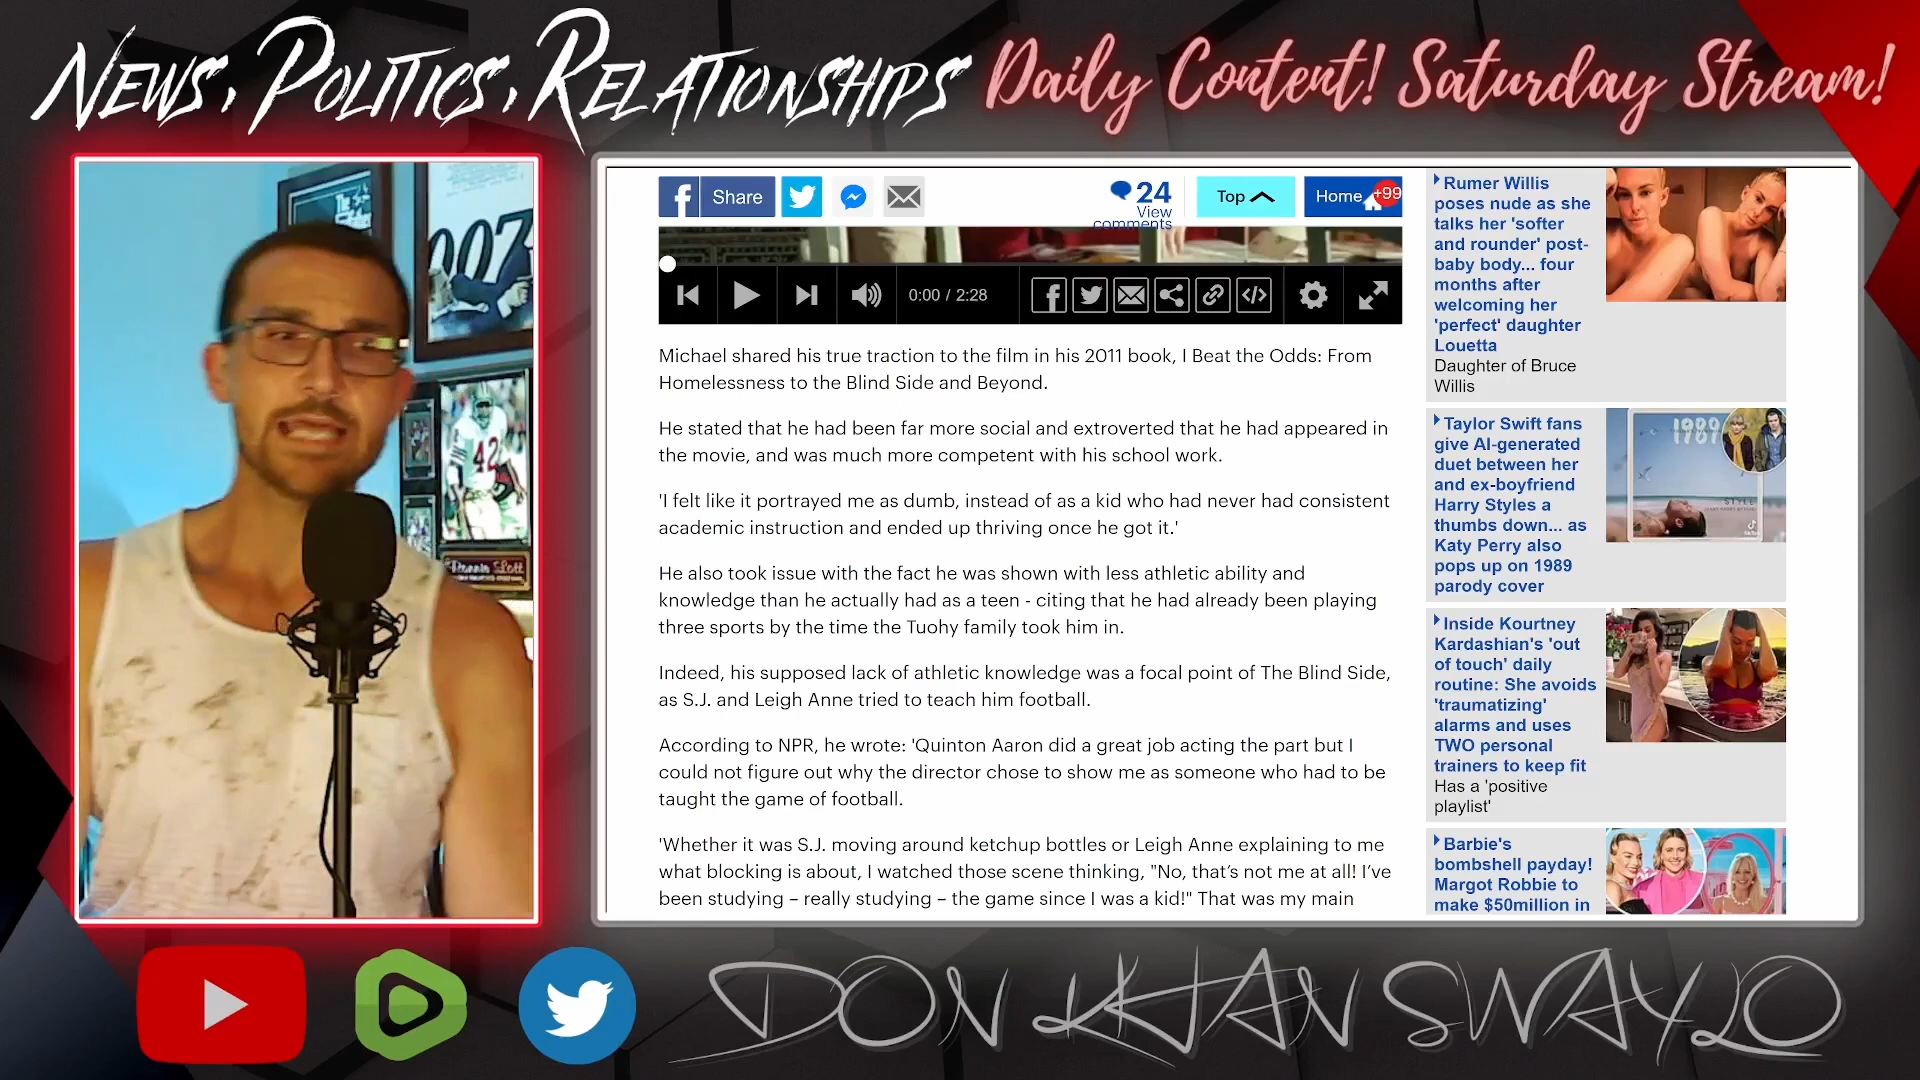 NEWS, POLITICS, RELATIONSHIPS
Daily Content! Saturday Stream!
007
42
Ronnie Lott
f Share
24
View
comments
Top
Home +99
0:00 / 2:28
Michael shared his true traction to the film in his 2011 book, I Beat the Odds: From
Homelessness to the Blind Side and Beyond.
He stated that he had been far more social and extroverted that he had appeared in
the movie, and was much more competent with his school work.
'I felt like it portrayed me as dumb, instead of as a kid who had never had consistent
academic instruction and ended up thriving once he got it.'
He also took issue with the fact he was shown with less athletic ability and
knowledge than he actually had as a teen - citing that he had already been playing
three sports by the time the Tuohy family took him in.
Indeed, his supposed lack of athletic knowledge was a focal point of The Blind Side,
as S.J. and Leigh Anne tried to teach him football.
According to NPR, he wrote: 'Quinton Aaron did a great job acting the part but I
could not figure out why the director chose to show me as someone who had to be
taught the game of football.
'Whether it was S.J. moving around ketchup bottles or Leigh Anne explaining to me
what blocking is about, I watched those scene thinking, "No, that's not me at all! I've
been studying – really studying – the game since I was a kid!" That was my main
Rumer Willis
poses nude as she
talks her 'softer
and rounder' post-
baby body... four
months after
welcoming her
'perfect' daughter
Louetta
Daughter of Bruce
Willis
Taylor Swift fans
give AI-generated
duet between her
and ex-boyfriend
Harry Styles a
thumbs down... as
Katy Perry also
pops up on 1989
parody cover
1989
STYLE
Inside Kourtney
Kardashian's 'out
of touch' daily
routine: She avoids
'traumatizing'
alarms and uses
TWO personal
trainers to keep fit
Has a 'positive
playlist'
Barbie's
bombshell payday!
Margot Robbie to
make $50million in
DON KHAN SWAYLO